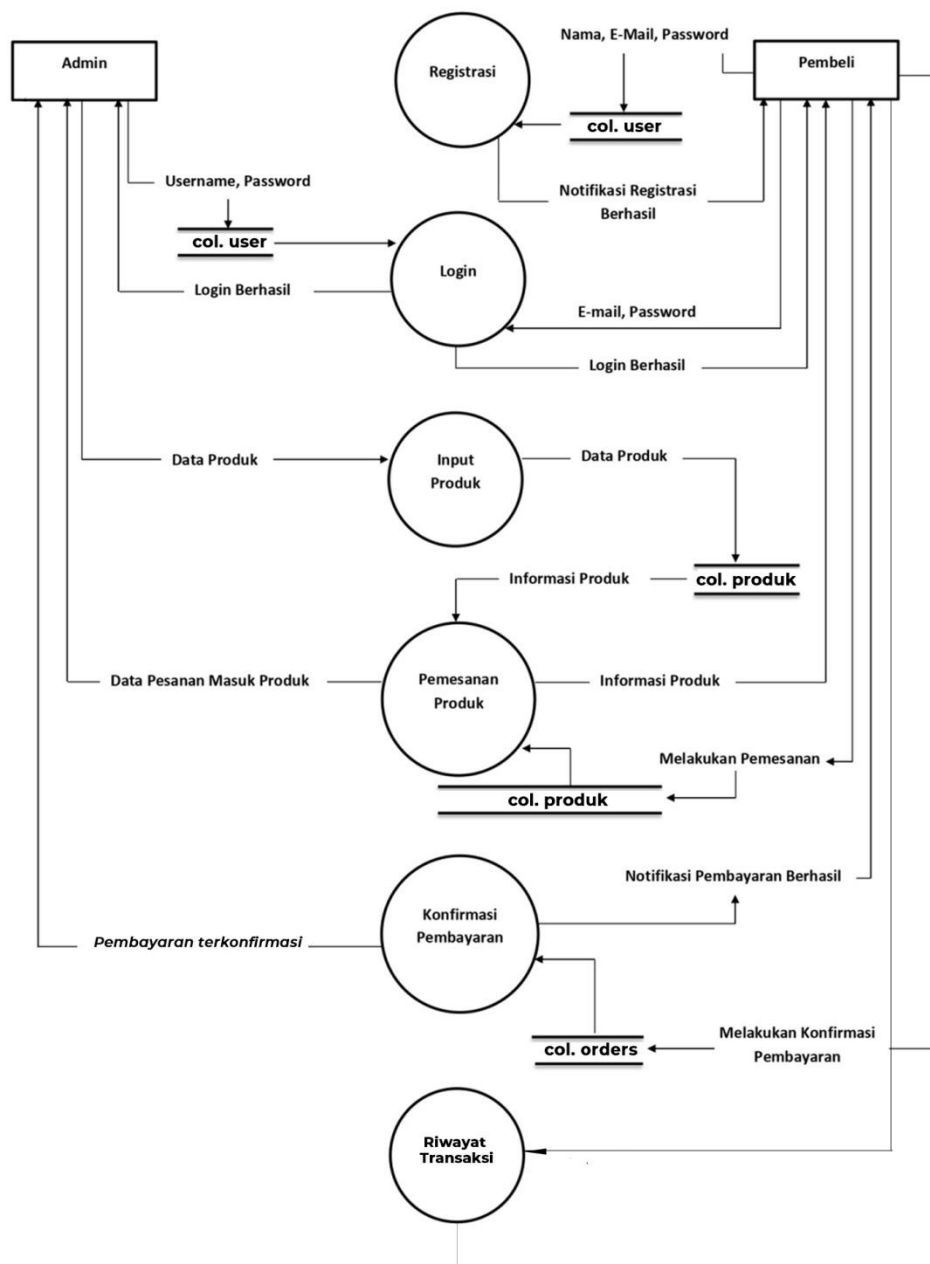 Nama, E-Mail, Password
Admin
Registrasi
Pembeli
col. user
Username, Password
Notifikasi Registrasi
Berhasil
col. user
Login
Login Berhasil
E-mail, Password
Login Berhasil
Data Produk
Input
Produk
Data Produk
Informasi Produk
col. produk
Data Pesanan Masuk Produk
Pemesanan
Produk
Informasi Produk
Melakukan Pemesanan
col. produk
Notifikasi Pembayaran Berhasil
Konfirmasi
Pembayaran
Pembayaran terkonfirmasi
Melakukan Konfirmasi
Pembayaran
col. orders
Riwayat
Transaksi